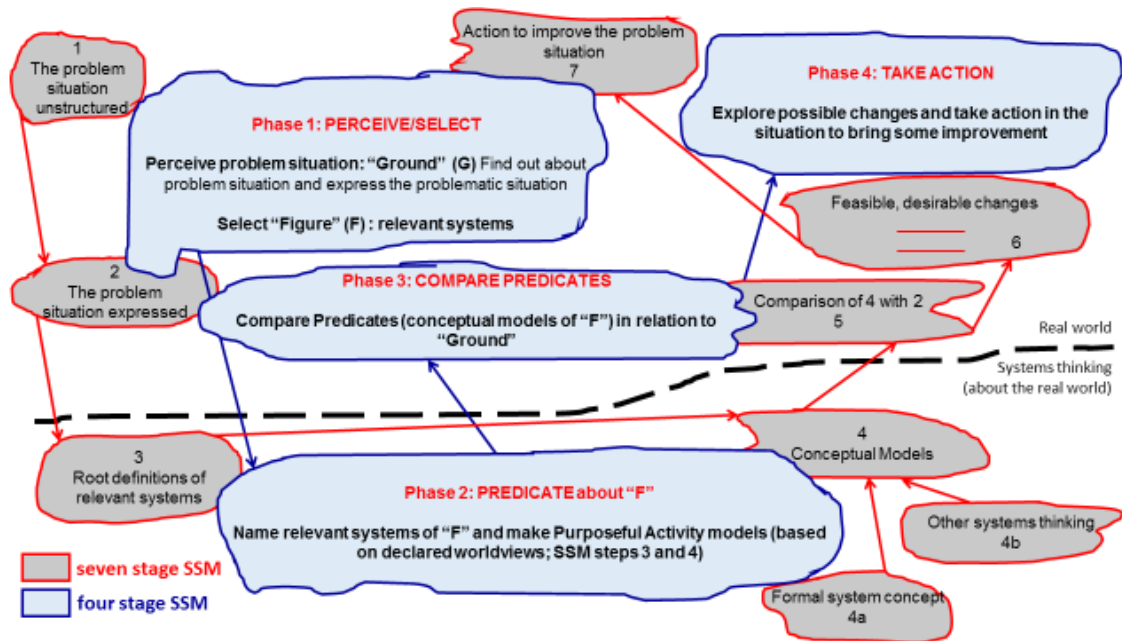 1
The problem
situation
unstructured
Action to improve the problem
situation
7
Phase 4: TAKE ACTION
Explore possible changes and take action in the
situation to bring some improvement
Phase 1: PERCEIVE/SELECT
Perceive problem situation: “Ground” (G) Find out about
problem situation and express the problematic situation
Select “Figure” (F) : relevant systems
Feasible, desirable changes
6
2
The problem
situation expressed
Phase 3: COMPARE PREDICATES
Compare Predicates (conceptual models of “F”) in relation to
“Ground”
Comparison of 4 with 2
5
Real world
Systems thinking
(about the real world)
3
Root definitions of
relevant systems
4
Conceptual Models
Phase 2: PREDICATE about “F”
Name relevant systems of “F” and make Purposeful Activity models (based
on declared worldviews; SSM steps 3 and 4)
Other systems thinking
4b
Formal system concept
4a
seven stage SSM
four stage SSM